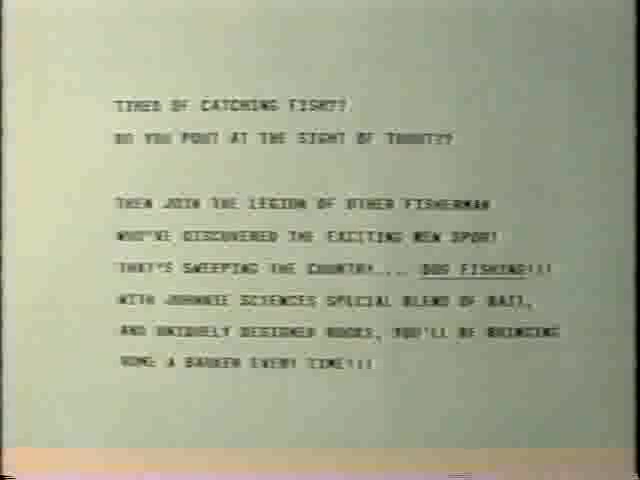 TIRED OF CATCHING FISH??
DO YOU POUT AT THE SIGHT OF TROUT??
THEN JOIN THE LEGION OF OTHER FISHERMAN
WHO'VE DISCOVERED THE EXCITING NEW SPORT
THAT'S SWEEPING THE COUNTRY.... DOG FISHING!!!
WITH JOHNNIE SCIENCES SPECIAL BLEND OF BAIT,
AND UNIQUELY DESIGNED HOOKS, YOU'LL BE BRINGING
HOME A BARKER EVERY TIME!!!